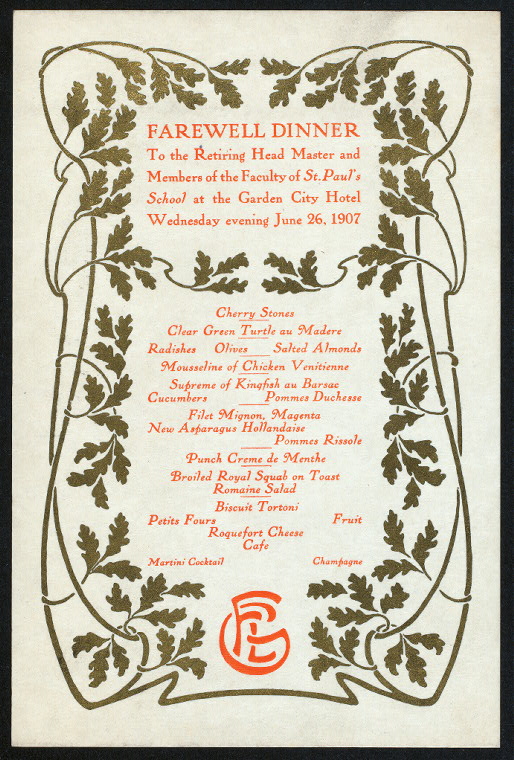 FAREWELL DINNER
To the Retiring Head Master and
Members of the Faculty of St. Paul's
School at the Garden City Hotel
Wednesday evening June 26, 1907
Cherry Stones
Clear Green Turtle au Madere
Radishes Olives Salted Almonds
Mousseline of Chicken Venitienne
Supreme of Kingfish au Barsac
Cucumbers Pommes Duchesse
Filet Mignon, Magenta
New Asparagus Hollandaise
Pommes Rissole
Punch Creme de Menthe
Broiled Royal Squab on Toast
Romaine Salad
Biscuit Tortoni
Petits Fours Fruit
Roquefort Cheese
Cafe
Martini Cocktail Champagne